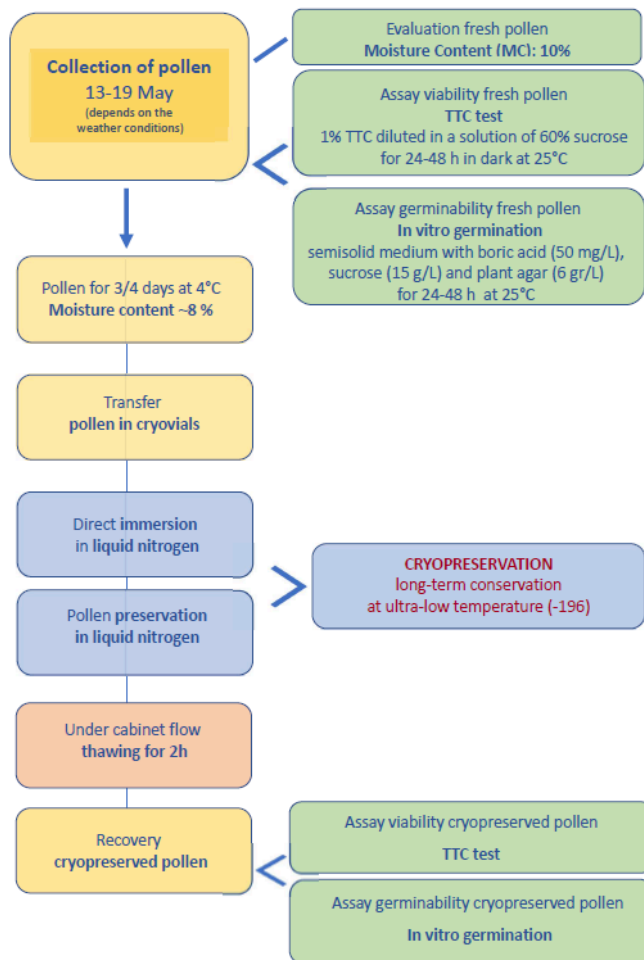 Collection of pollen
13-19 May
(depends on the
weather conditions)
Evaluation fresh pollen
Moisture Content (MC): 10%
Assay viability fresh pollen
TTC test
1% TTC diluted in a solution of 60% sucrose
for 24-48 h in dark at 25°C
Assay germinability fresh pollen
In vitro germination
semisolid medium with boric acid (50 mg/L),
sucrose (15 g/L) and plant agar (6 gr/L)
for 24-48 h at 25°C
Pollen for 3/4 days at 4°C
Moisture content ~8 %
Transfer
pollen in cryovials
Direct immersion
in liquid nitrogen
CRYOPRESERVATION
long-term conservation
at ultra-low temperature (-196)
Pollen preservation
in liquid nitrogen
Under cabinet flow
thawing for 2h
Recovery
cryopreserved pollen
Assay viability cryopreserved pollen
TTC test
Assay germinability cryopreserved pollen
In vitro germination